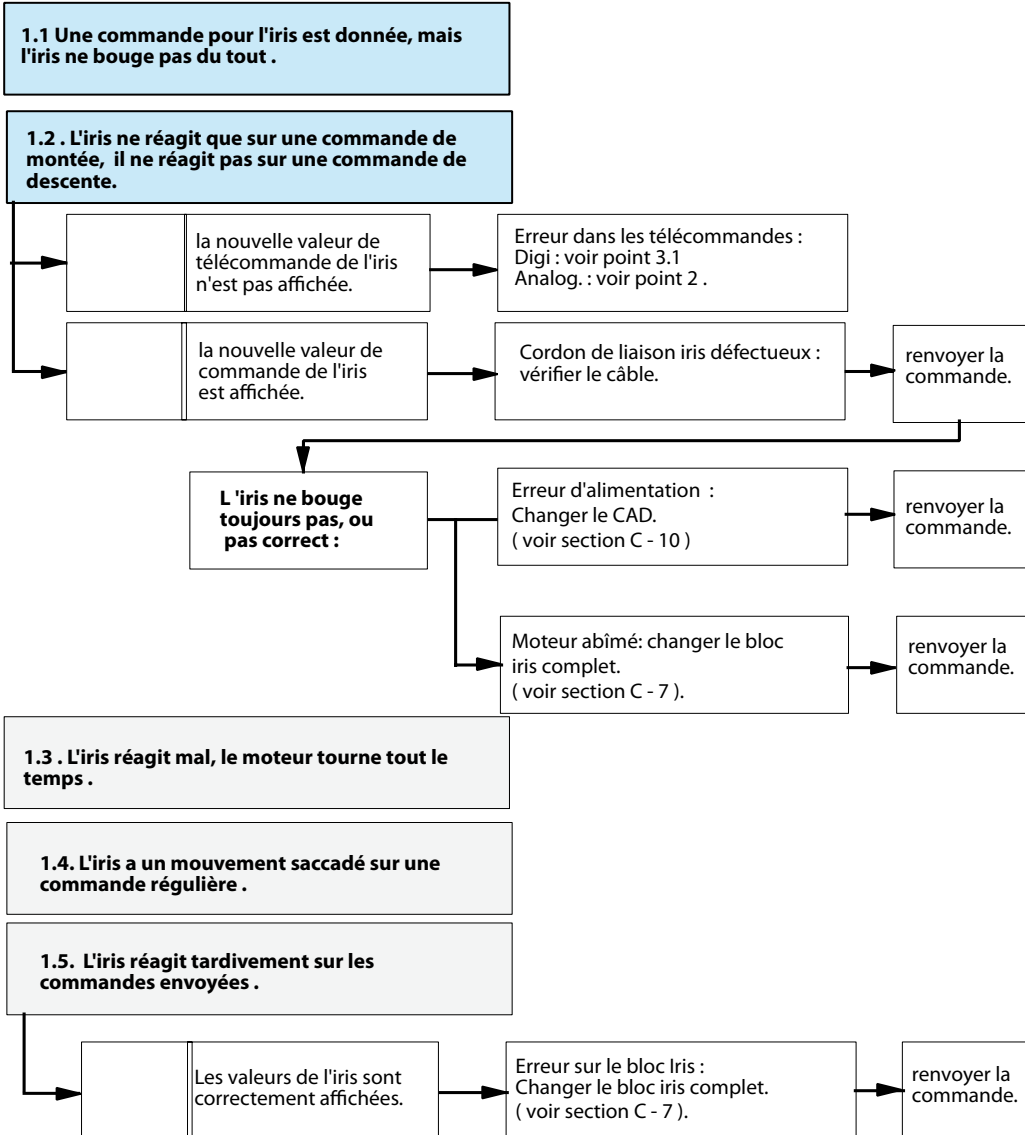 1.1 Une commande pour l'iris est donnée, mais
l'iris ne bouge pas du tout .
1.2 . L'iris ne réagit que sur une commande de
montée, il ne réagit pas sur une commande de
descente.
la nouvelle valeur de
télécommande de l'iris
n'est pas affichée.
Erreur dans les télécommandes :
Digi : voir point 3.1
Analog. : voir point 2 .
la nouvelle valeur de
commande de l'iris
est affichée.
Cordon de liaison iris défectueux :
vérifier le câble.
renvoyer la
commande.
L 'iris ne bouge
toujours pas, ou
pas correct :
Erreur d'alimentation :
Changer le CAD.
( voir section C - 10 )
renvoyer la
commande.
Moteur abîmé: changer le bloc
iris complet.
( voir section C - 7 ).
renvoyer la
commande.
1.3 . L'iris réagit mal, le moteur tourne tout le
temps .
1.4. L'iris a un mouvement saccadé sur une
commande régulière .
1.5. L'iris réagit tardivement sur les
commandes envoyées .
Les valeurs de l'iris sont
correctement affichées.
Erreur sur le bloc Iris :
Changer le bloc iris complet.
( voir section C - 7 ).
renvoyer la
commande.